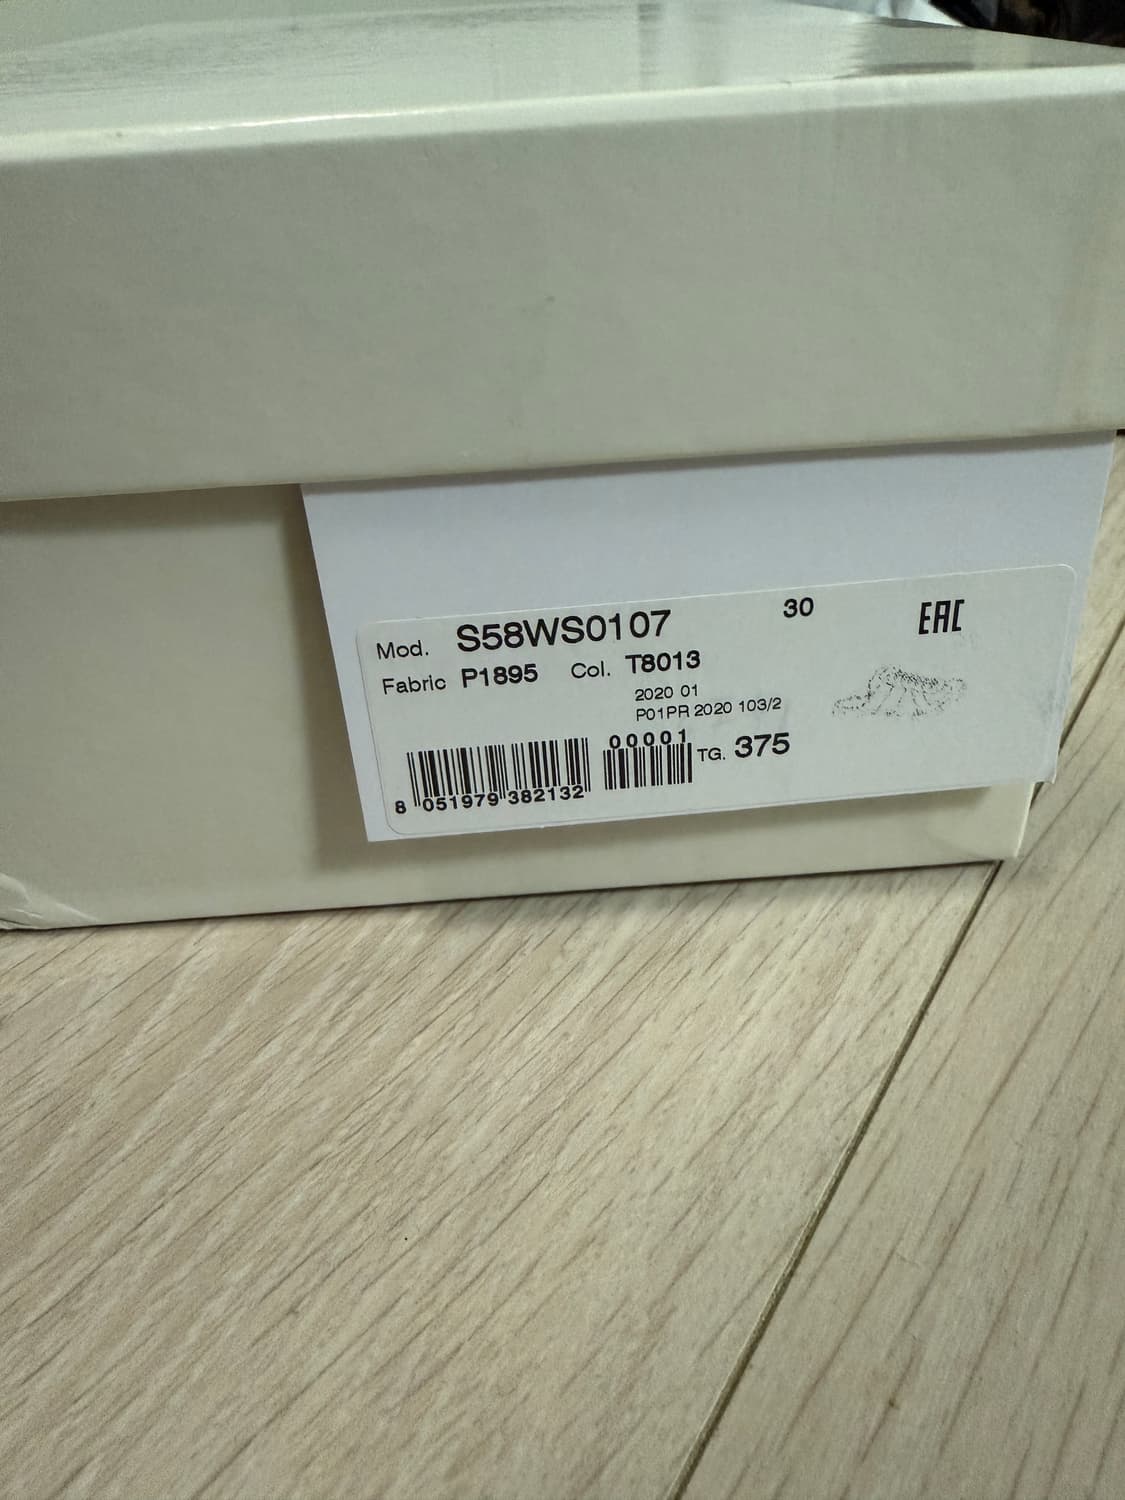 Mod. S58WS0107 30 EAC
Fabric P1895 Col. T8013
2020 01
P01PR 2020 103/2
00001 TG. 375
8 051979 382132